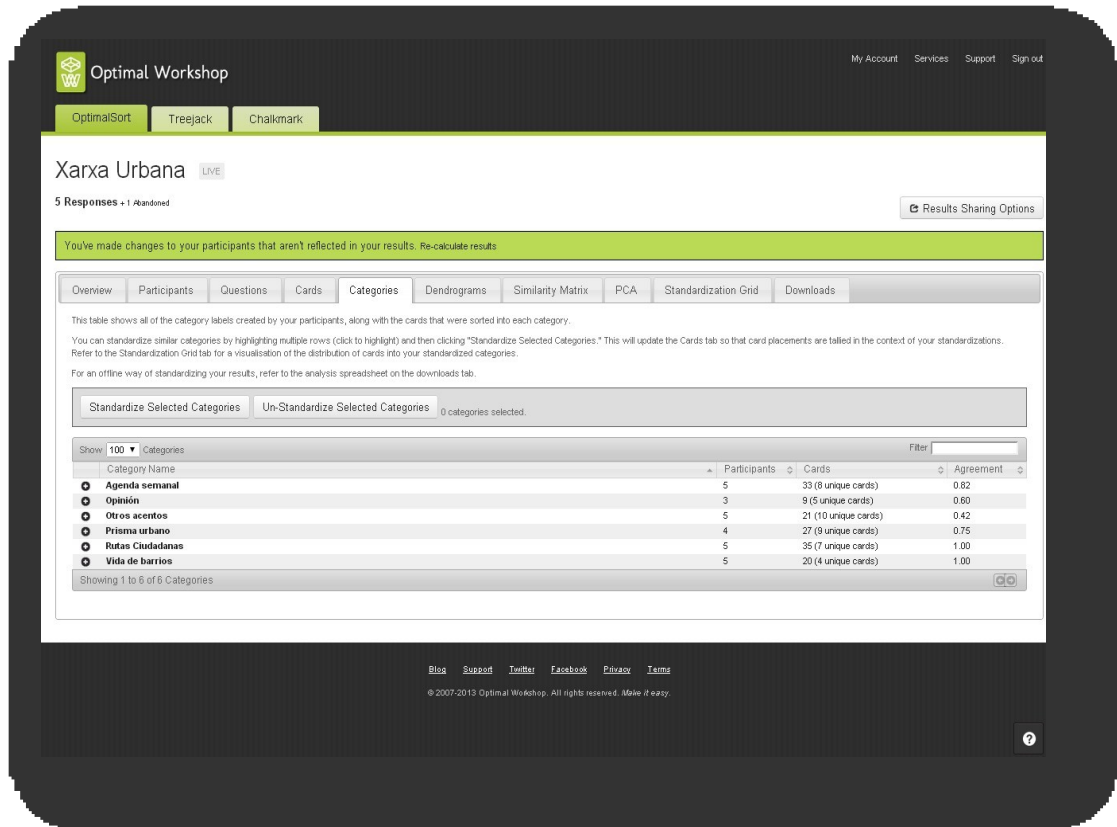 Optimal Workshop
My Account Services Support Sign out
OptimalSort Treejack Chalkmark
Xarxa Urbana LIVE
5 Responses + 1 Abandoned
Results Sharing Options
You've made changes to your participants that aren't reflected in your results. Re-calculate results
Overview Participants Questions Cards Categories Dendrograms Similarity Matrix PCA Standardization Grid Downloads
This table shows all of the category labels created by your participants, along with the cards that were sorted into each category.
You can standardize similar categories by highlighting multiple rows (click to highlight) and then clicking "Standardize Selected Categories." This will update the Cards tab so that card placements are tallied in the context of your standardizations.
Refer to the Standardization Grid tab for a visualisation of the distribution of cards into your standardized categories.
For an offline way of standardizing your results, refer to the analysis spreadsheet on the downloads tab.
Standardize Selected Categories Un-Standardize Selected Categories 0 categories selected.
Show 100 Categories Filter
Category Name Participants Cards Agreement
Agenda semanal 5 33 (8 unique cards) 0.82
Opinión 3 9 (5 unique cards) 0.60
Otros acentos 5 21 (10 unique cards) 0.42
Prisma urbano 4 27 (9 unique cards) 0.75
Rutas Ciudadanas 5 35 (7 unique cards) 1.00
Vida de barrios 5 20 (4 unique cards) 1.00
Showing 1 to 6 of 6 Categories
Blog Support Twitter Facebook Privacy Terms
© 2007-2013 Optimal Workshop. All rights reserved. Make it easy.
?